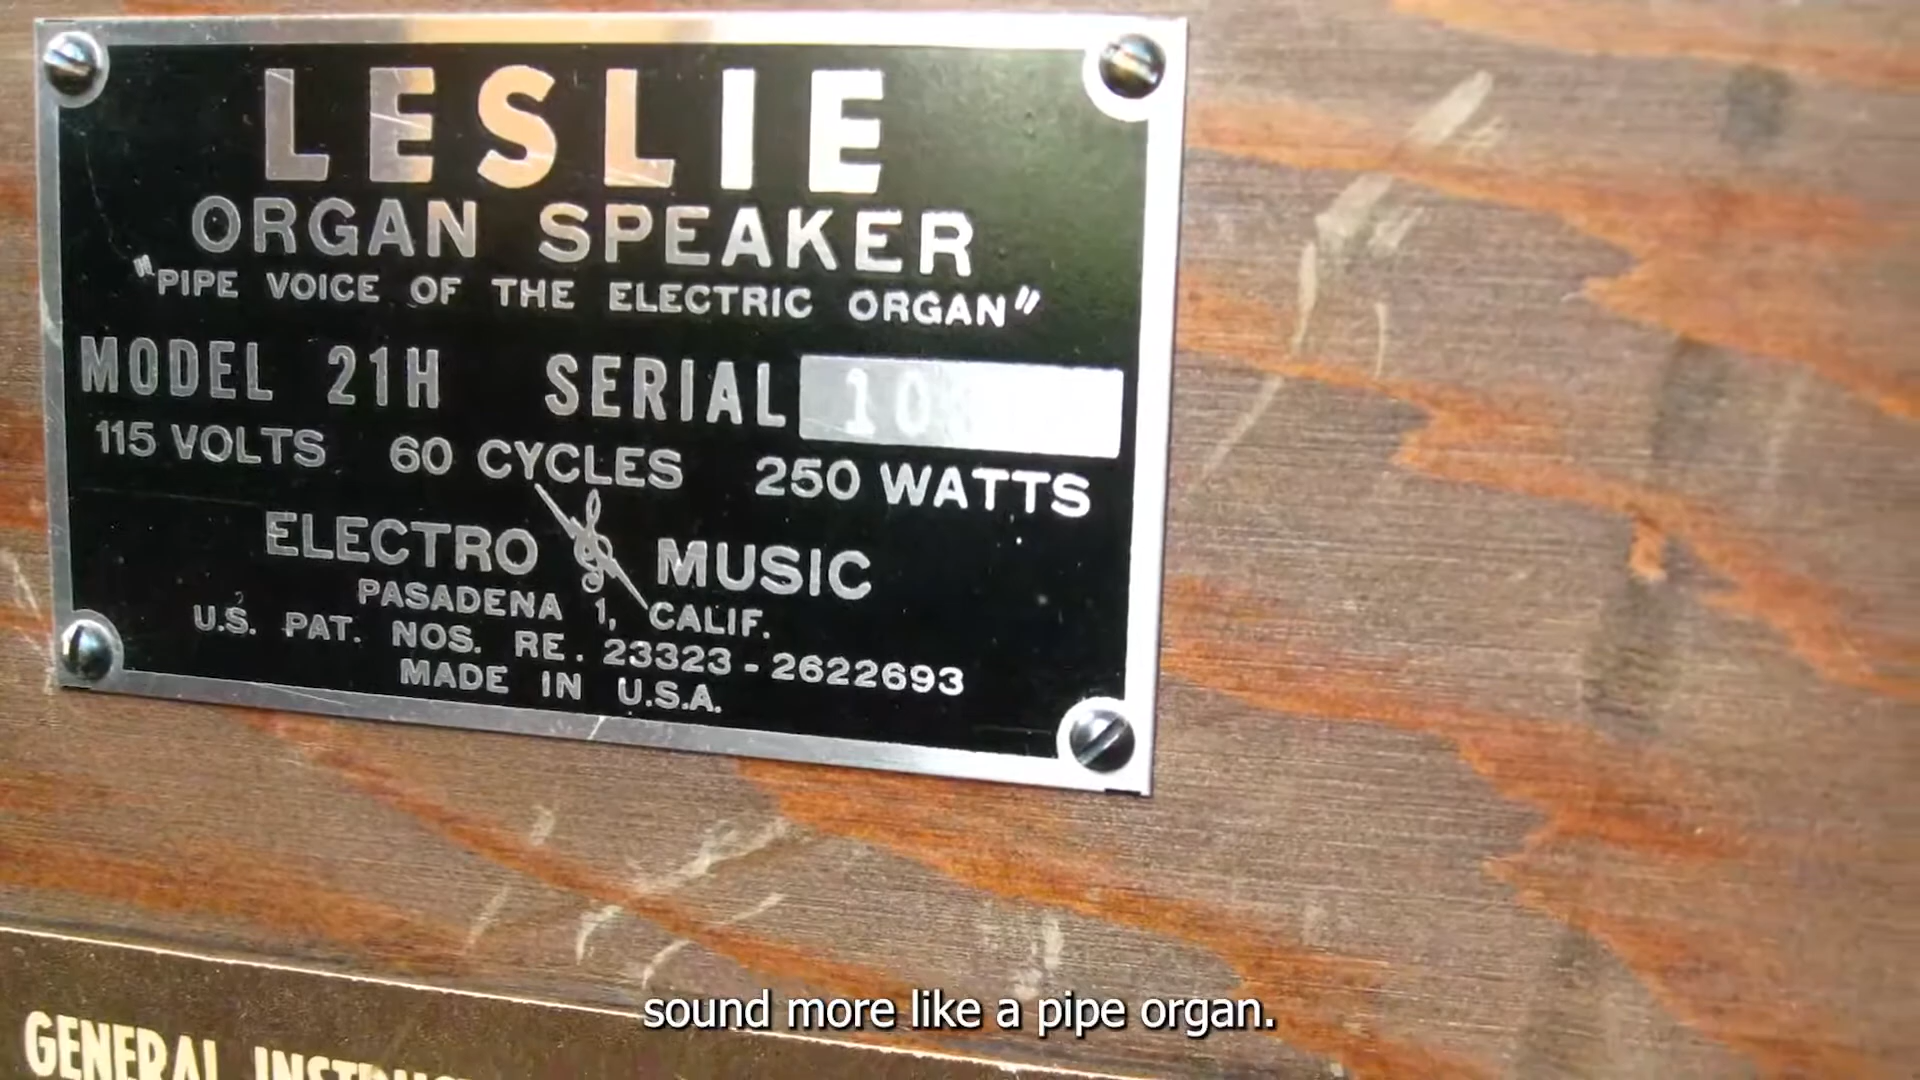 LESLIE
ORGAN SPEAKER
"PIPE VOICE OF THE ELECTRIC ORGAN"
MODEL 21H SERIAL 10
115 VOLTS 60 CYCLES 250 WATTS
ELECTRO MUSIC
PASADENA 1, CALIF.
U.S. PAT. NOS. RE. 23323-2622693
MADE IN U.S.A.
sound more like a pipe organ.
GENERAL